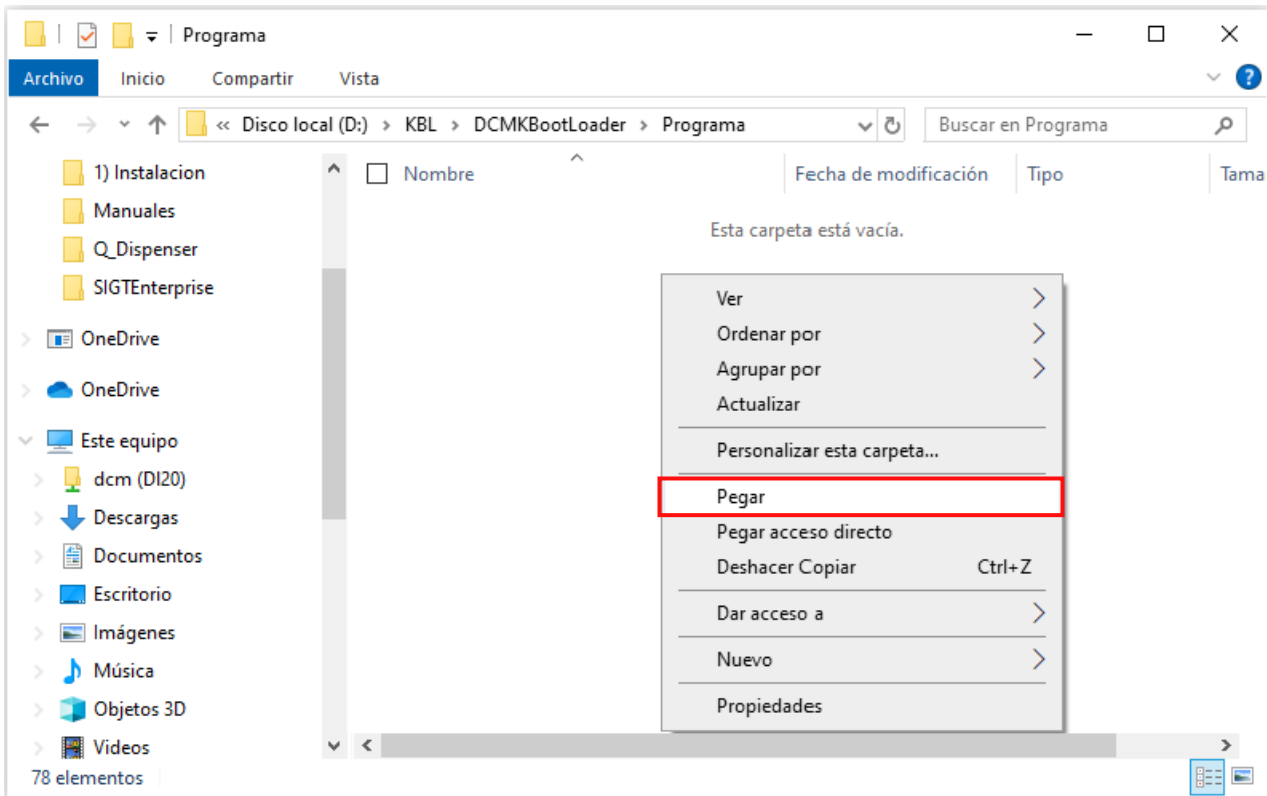 Programa
Archivo Inicio Compartir Vista
« Disco local (D:) > KBL > DCMKBootLoader > Programa Buscar en Programa
1) Instalacion
Manuales
Q_Dispenser
SIGTEnterprise
OneDrive
OneDrive
Este equipo
dcm (DI20)
Descargas
Documentos
Escritorio
Imágenes
Música
Objetos 3D
Videos
Nombre Fecha de modificación Tipo Tama
Esta carpeta está vacía.
Ver
Ordenar por
Agrupar por
Actualizar
Personalizar esta carpeta...
Pegar
Pegar acceso directo
Deshacer Copiar Ctrl+Z
Dar acceso a
Nuevo
Propiedades
78 elementos